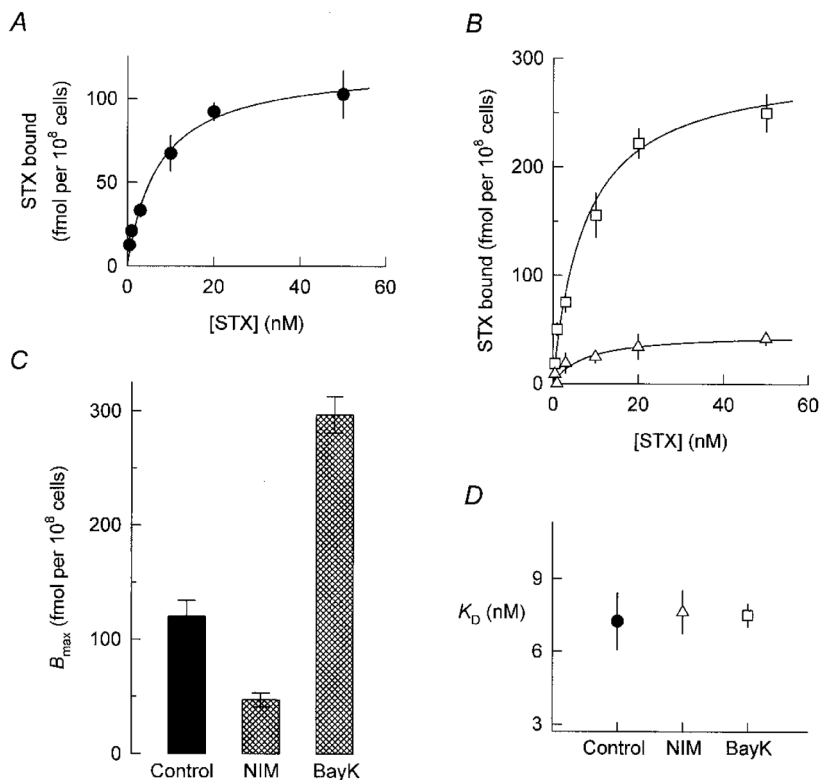 A
STX bound
(fmol per 10⁸ cells)
100
50
0
0 20 40 60
[STX] (nM)
B
STX bound (fmol per 10⁸ cells)
300
200
100
0
0 20 40 60
[STX] (nM)
C
Bmax (fmol per 10⁸ cells)
300
200
100
0
Control NIM BayK
D
KD (nM)
9
6
3
Control NIM BayK